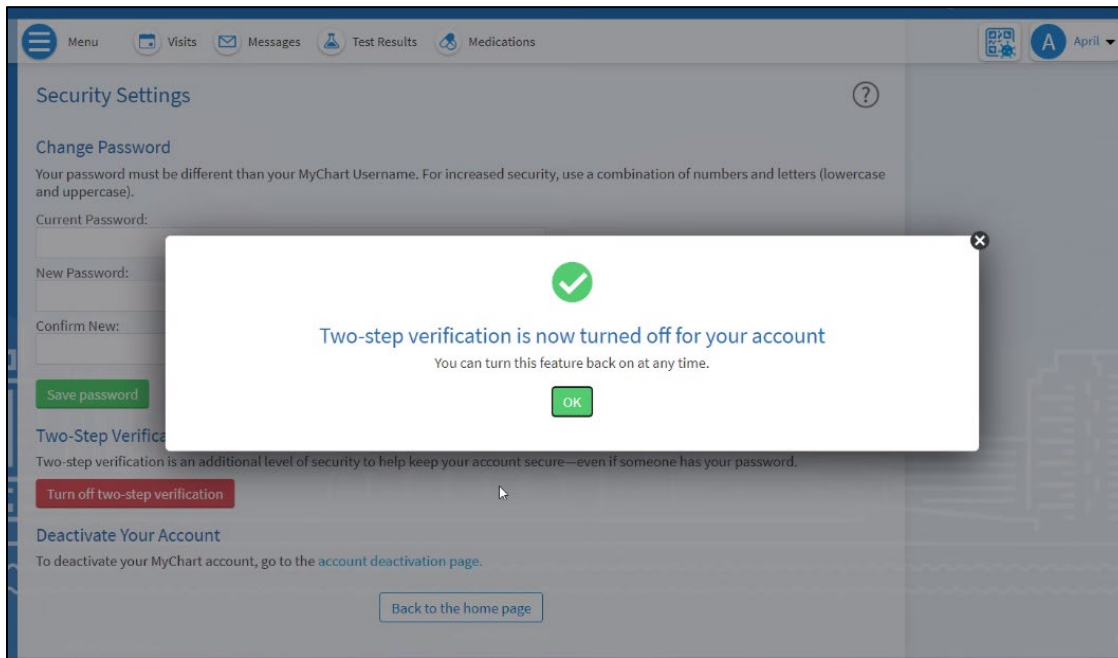 Menu Visits Messages Test Results Medications A April
Security Settings ?
Change Password
Your password must be different than your MyChart Username. For increased security, use a combination of numbers and letters (lowercase
and uppercase).
Current Password:
New Password:
Two-step verification is now turned off for your account
Confirm New:
You can turn this feature back on at any time.
OK
Save password
Two-Step Verifica
Two-step verification is an additional level of security to help keep your account secure—even if someone has your password.
Turn off two-step verification
Deactivate Your Account
To deactivate your MyChart account, go to the account deactivation page.
Back to the home page